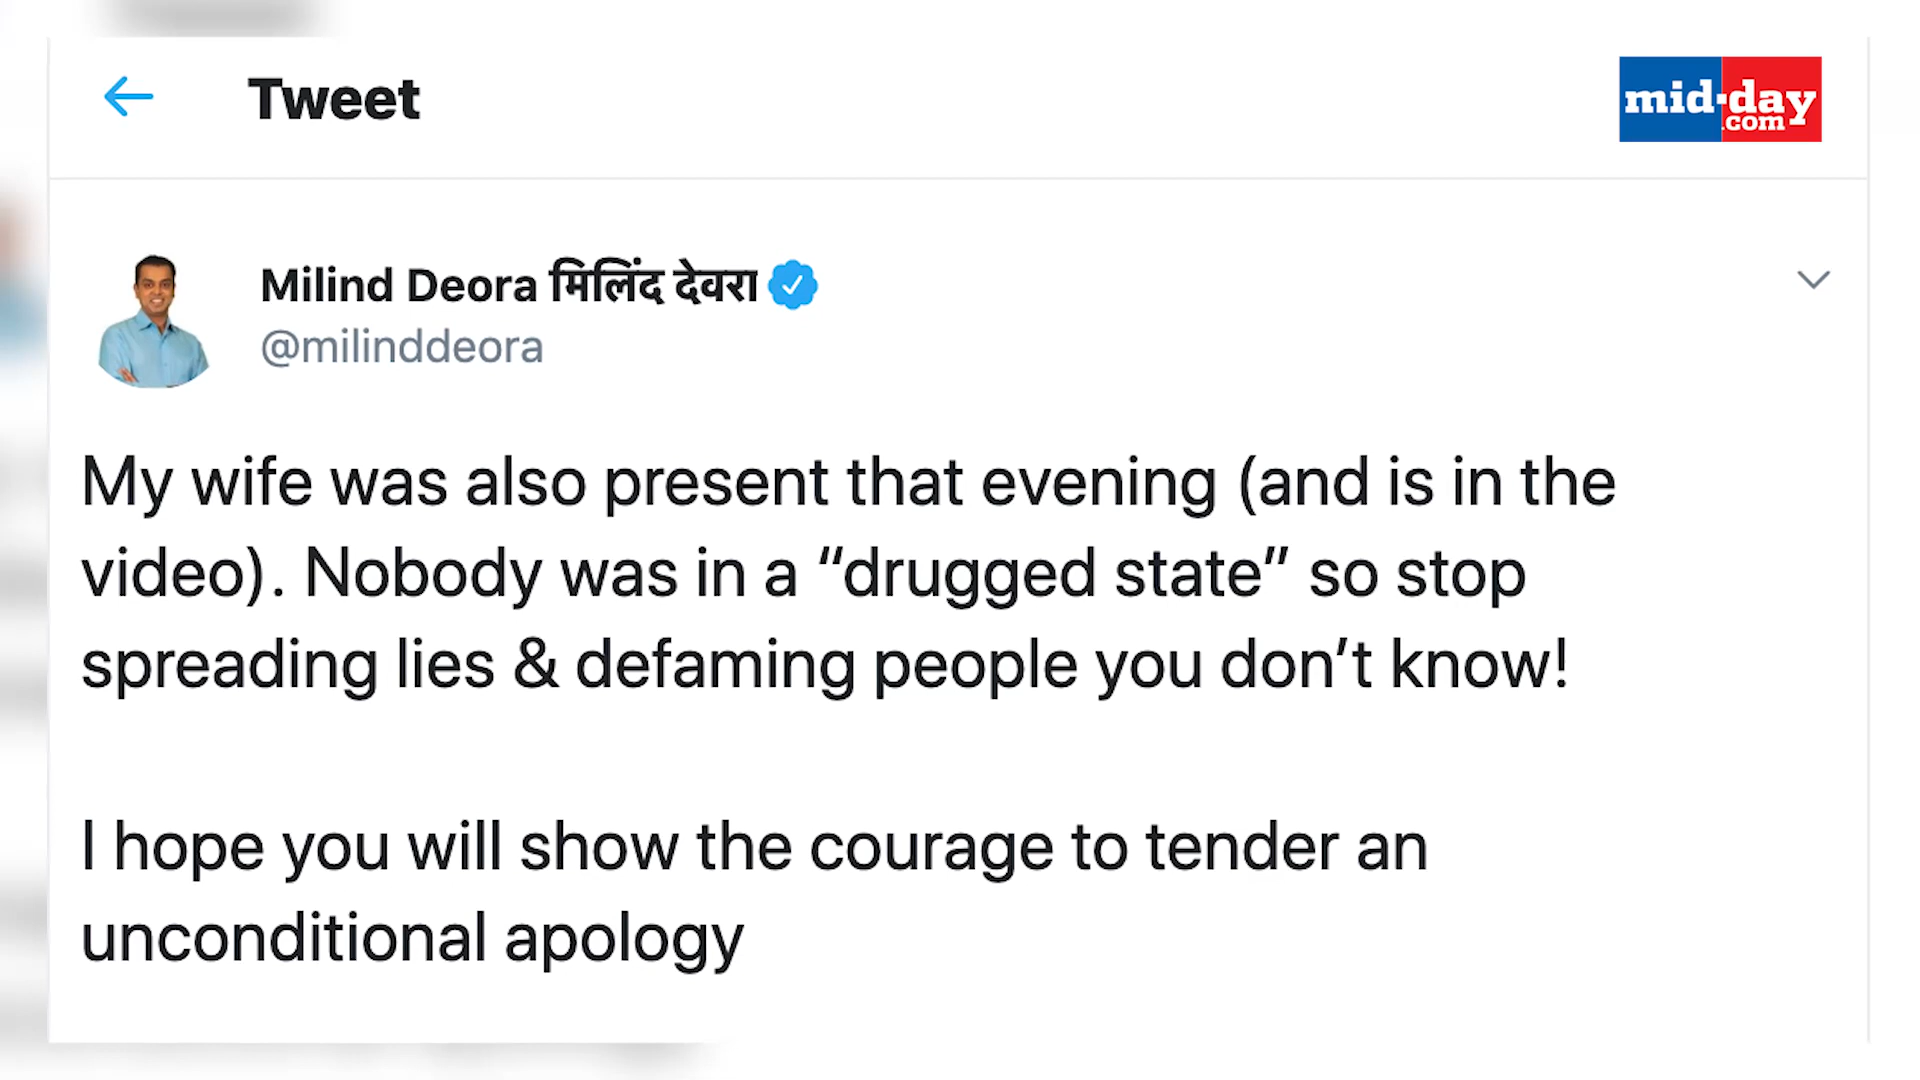 Tweet
mid-day
.com
Milind Deora मिलिंद देवरा
@milinddeora
My wife was also present that evening (and is in the
video). Nobody was in a “drugged state” so stop
spreading lies & defaming people you don’t know!
I hope you will show the courage to tender an
unconditional apology